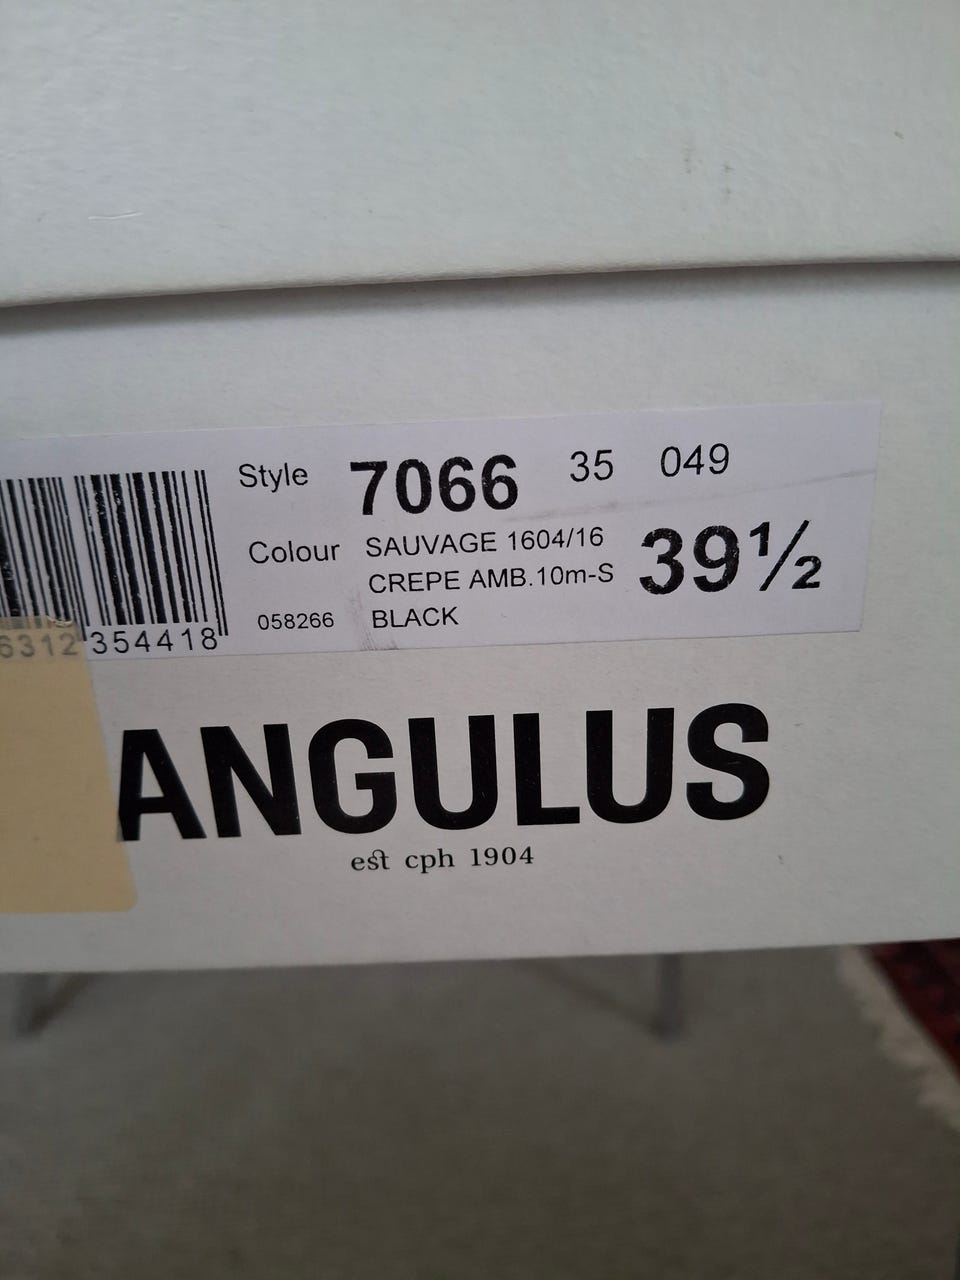 Style 7066 35 049
Colour SAUVAGE 1604/16 39½
CREPE AMB.10m-S
058266 BLACK
6312 354418
ANGULUS
est cph 1904